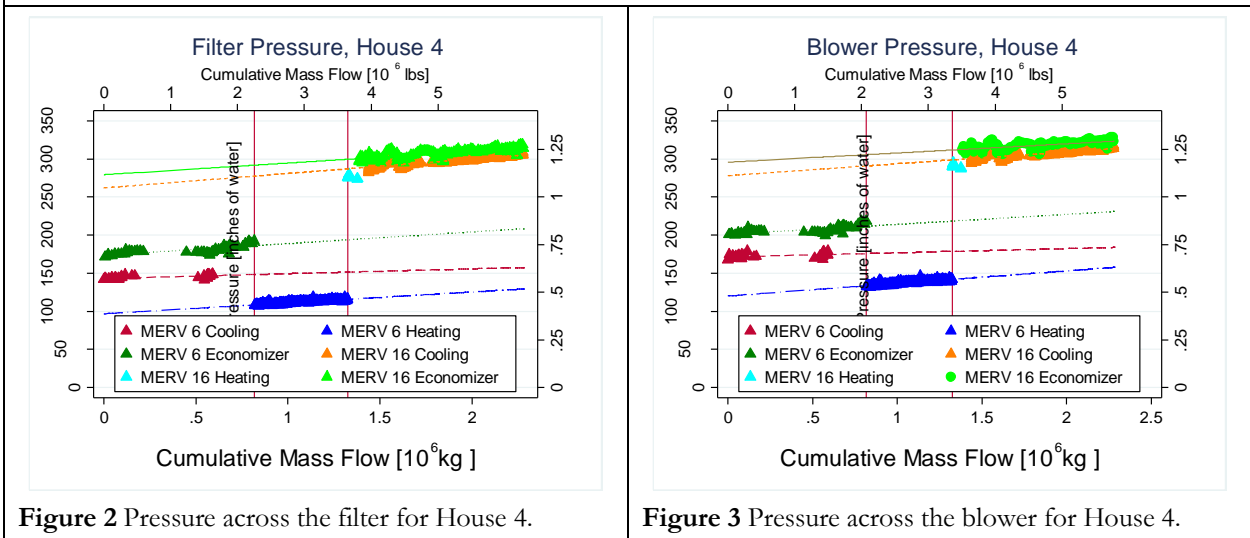 Filter Pressure, House 4
Cumulative Mass Flow [10 6 lbs]
0 1 2 3 4 5
350
300
250
200
150
100
50
0
1.25
1
.75
.5
.25
0
ressure [inches of water]
MERV 6 Cooling MERV 6 Heating
MERV 6 Economizer MERV 16 Cooling
MERV 16 Heating MERV 16 Economizer
0 .5 1 1.5 2
Cumulative Mass Flow [10 6 kg ]
Figure 2 Pressure across the filter for House 4.
Blower Pressure, House 4
Cumulative Mass Flow [10 6 lbs]
0 1 2 3 4 5
350
300
250
200
150
100
50
0
1.25
1
.75
.5
.25
0
Pressure [inches of water]
MERV 6 Cooling MERV 6 Heating
MERV 6 Economizer MERV 16 Cooling
MERV 16 Heating MERV 16 Economizer
0 .5 1 1.5 2 2.5
Cumulative Mass Flow [10 6 kg ]
Figure 3 Pressure across the blower for House 4.